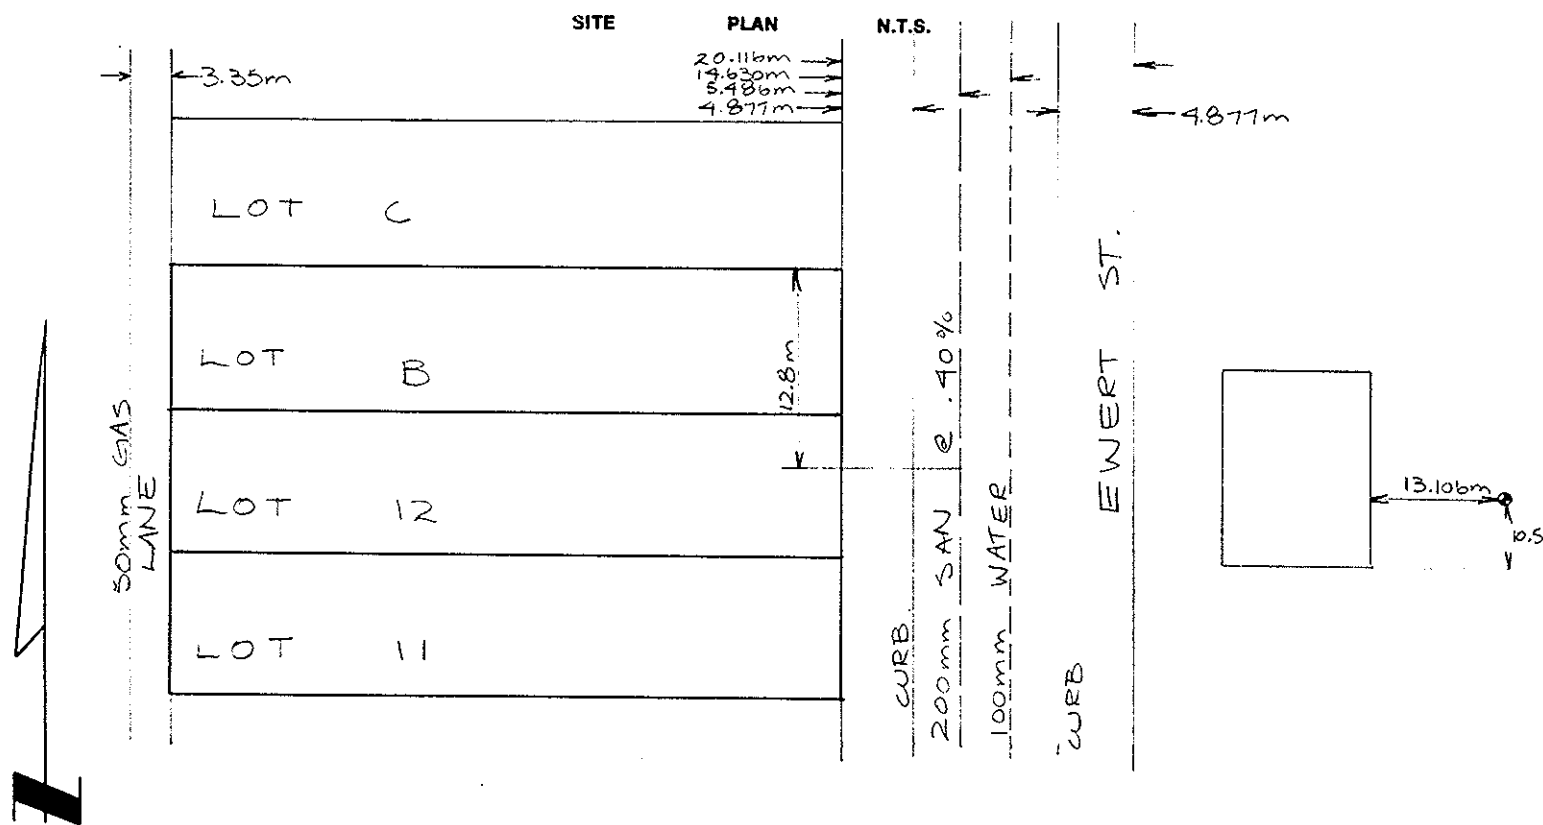 SITE PLAN N.T.S.
20.116m
3.35m
14.630m
5.486m
4.877m
4.877m
LOT C
LOT B
12.8m
LOT 12
LOT 11
50mm GAS
LANE
CURB
200mm SAN @ .40%
100mm WATER
CURB
EWERT ST.
13.106m
10.5